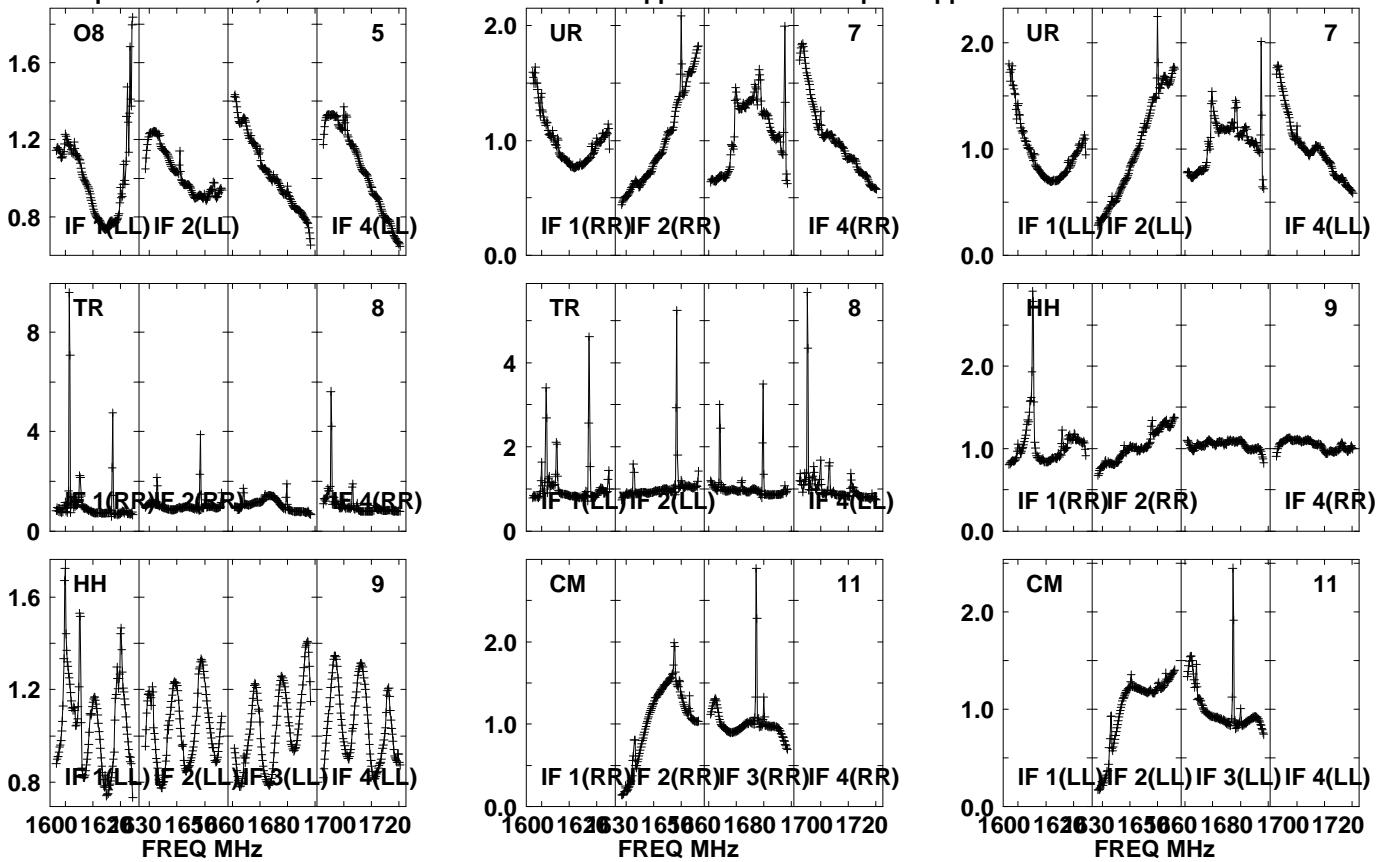 O8 5
1.6
1.2
0.8
IF 1(LL) IF 2(LL) IF 4(LL)
UR 7
2.0
1.0
0.0
IF 1(RR) IF 2(RR) IF 4(RR)
UR 7
2.0
1.0
0.0
IF 1(LL) IF 2(LL) IF 4(LL)
TR 8
8
4
0
IF 1(RR) IF 2(RR) IF 4(RR)
TR 8
4
2
0
IF 1(LL) IF 2(LL) IF 4(LL)
HH 9
2.0
1.0
0.0
IF 1(RR) IF 2(RR) IF 4(RR)
HH 9
1.6
1.2
0.8
IF 1(LL) IF 2(LL) IF 3(LL) IF 4(LL)
1600 1620 1630 1650 1660 1680 1700 1720
FREQ MHz
CM 11
2.0
1.0
0.0
IF 1(RR) IF 2(RR) IF 3(RR) IF 4(RR)
1600 1620 1630 1650 1660 1680 1700 1720
FREQ MHz
CM 11
2.0
1.0
0.0
IF 1(LL) IF 2(LL) IF 3(LL) IF 4(LL)
1600 1620 1630 1650 1660 1680 1700 1720
FREQ MHz